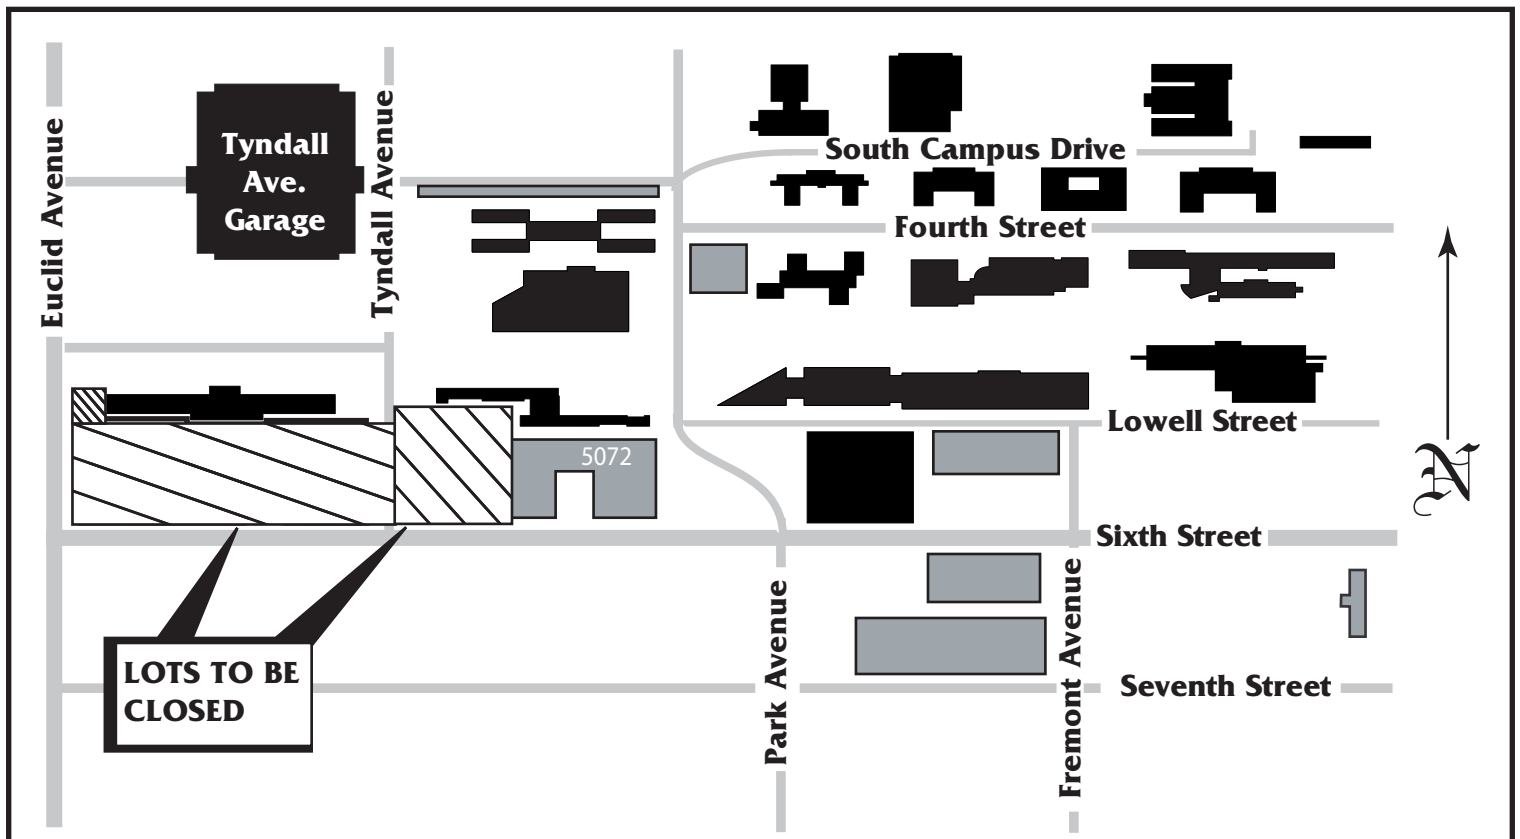 Tyndall
Ave.
Garage
Euclid Avenue
Tyndall Avenue
South Campus Drive
Fourth Street
N
Lowell Street
5072
Sixth Street
LOTS TO BE
CLOSED
Park Avenue
Fremont Avenue
Seventh Street